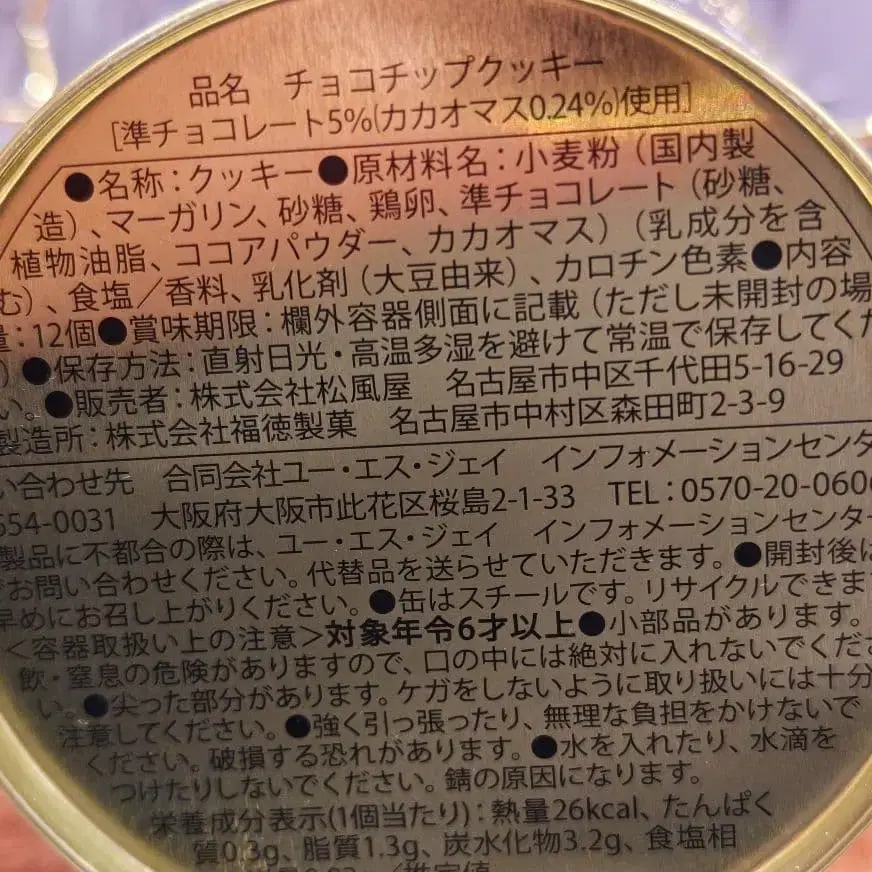 品名 チョコチップクッキー
[準チョコレート5%(カカオマス0.24%)使用]
●名称：クッキー●原材料名：小麦粉（国内製
造）、マーガリン、砂糖、鶏卵、準チョコレート（砂糖、
植物油脂、ココアパウダー、カカオマス）（乳成分を含
む）、食塩／香料、乳化剤（大豆由来）、カロチン色素●内容
量：12個●賞味期限：欄外容器側面に記載（ただし未開封の場
）●保存方法：直射日光・高温多湿を避けて常温で保存してくだ
い。●販売者：株式会社松風屋 名古屋市中区千代田5-16-29
製造所：株式会社福徳製菓 名古屋市中村区森田町2-3-9
い合わせ先 合同会社ユー・エス・ジェイ インフォメーションセンタ
554-0031 大阪府大阪市此花区桜島2-1-33 TEL：0570-20-060
製品に不都合の際は、ユー・エス・ジェイ インフォメーションセンター
でお問い合わせください。代替品を送らせていただきます。●開封後は
早めにお召し上がりください。●缶はスチールです。リサイクルできます
＜容器取扱い上の注意＞対象年令6才以上●小部品があります。
飲・窒息の危険がありますので、口の中には絶対に入れないでくださ
い。●尖った部分があります。ケガをしないように取り扱いには十分
注意してください。●強く引っ張ったり、無理な負担をかけないで
ください。破損する恐れがあります。●水を入れたり、水滴を
つけたりしないでください。錆の原因になります。
栄養成分表示(1個当たり)：熱量26kcal、たんぱく
質0.3g、脂質1.3g、炭水化物3.2g、食塩相